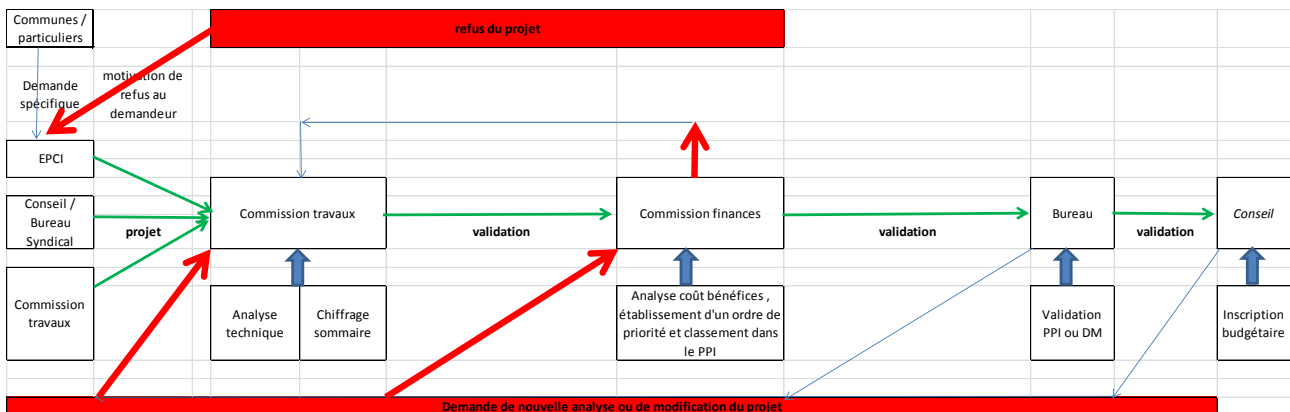 Communes /
particuliers
refus du projet
Demande
spécifique
motivation de
refus au
demandeur
EPCI
Conseil /
Bureau
Syndical
projet
Commission travaux
validation
Commission finances
validation
Bureau
validation
Conseil
Commission
travaux
Analyse
technique
Chiffrage
sommaire
Analyse coût bénéfices ,
établissement d'un ordre de
priorité et classement dans
le PPI
Validation
PPI ou DM
Inscription
budgétaire
Demande de nouvelle analyse ou de modification du projet